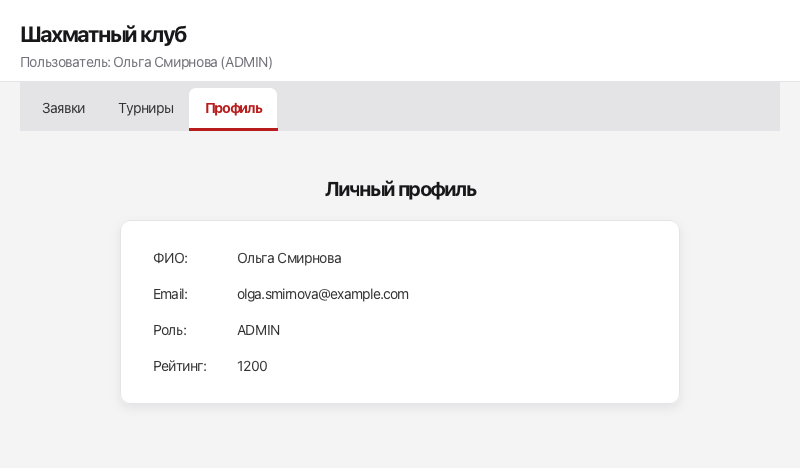 Шахматный клуб
Пользователь: Ольга Смирнова (ADMIN)
Заявки Турниры Профиль
Личный профиль
ФИО: Ольга Смирнова
Email: olga.smirnova@example.com
Роль: ADMIN
Рейтинг: 1200